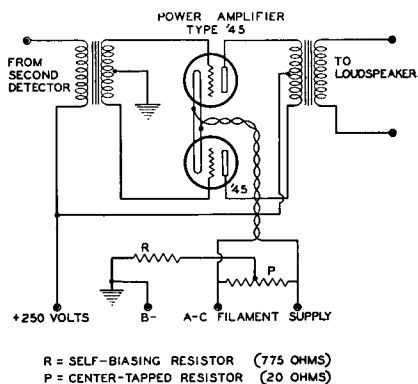 POWER AMPLIFIER
TYPE '45
FROM
SECOND
DETECTOR
TO
LOUDSPEAKER
'45
R
P
+250 VOLTS
B-
A-C FILAMENT SUPPLY
R = SELF-BIASING RESISTOR (775 OHMS)
P = CENTER-TAPPED RESISTOR (20 OHMS)